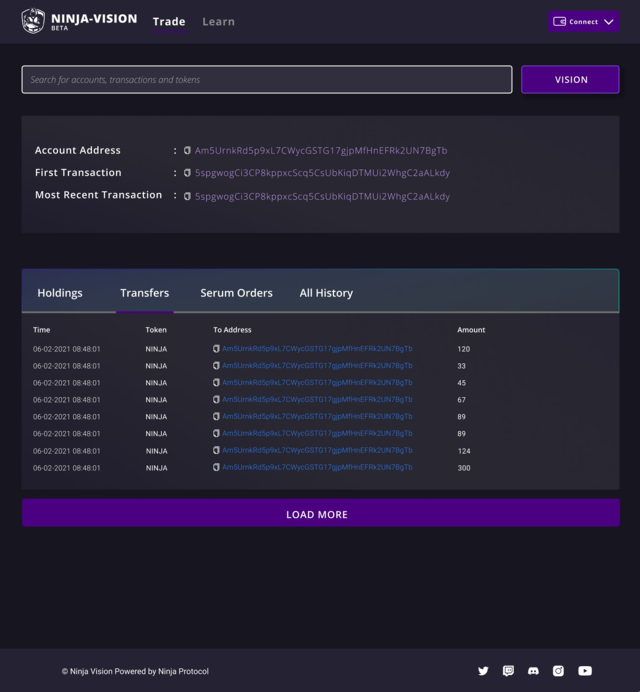 NINJA-VISION
BETA
Trade Learn
Connect
Search for accounts, transactions and tokens
VISION
Account Address : Am5UrnkRd5p9xL7CWycGSTG17gjpMfHnEFRk2UN7BgTb
First Transaction : 5spgwogCi3CP8kppxcScq5CsUbKiqDTMUi2WhgC2aALkdy
Most Recent Transaction : 5spgwogCi3CP8kppxcScq5CsUbKiqDTMUi2WhgC2aALkdy
Holdings Transfers Serum Orders All History
Time Token To Address Amount
06-02-2021 08:48:01 NINJA Am5UrnkRd5p9xL7CWycGSTG17gjpMfHnEFRk2UN7BgTb 120
06-02-2021 08:48:01 NINJA Am5UrnkRd5p9xL7CWycGSTG17gjpMfHnEFRk2UN7BgTb 33
06-02-2021 08:48:01 NINJA Am5UrnkRd5p9xL7CWycGSTG17gjpMfHnEFRk2UN7BgTb 45
06-02-2021 08:48:01 NINJA Am5UrnkRd5p9xL7CWycGSTG17gjpMfHnEFRk2UN7BgTb 67
06-02-2021 08:48:01 NINJA Am5UrnkRd5p9xL7CWycGSTG17gjpMfHnEFRk2UN7BgTb 89
06-02-2021 08:48:01 NINJA Am5UrnkRd5p9xL7CWycGSTG17gjpMfHnEFRk2UN7BgTb 89
06-02-2021 08:48:01 NINJA Am5UrnkRd5p9xL7CWycGSTG17gjpMfHnEFRk2UN7BgTb 124
06-02-2021 08:48:01 NINJA Am5UrnkRd5p9xL7CWycGSTG17gjpMfHnEFRk2UN7BgTb 300
LOAD MORE
© Ninja Vision Powered by Ninja Protocol